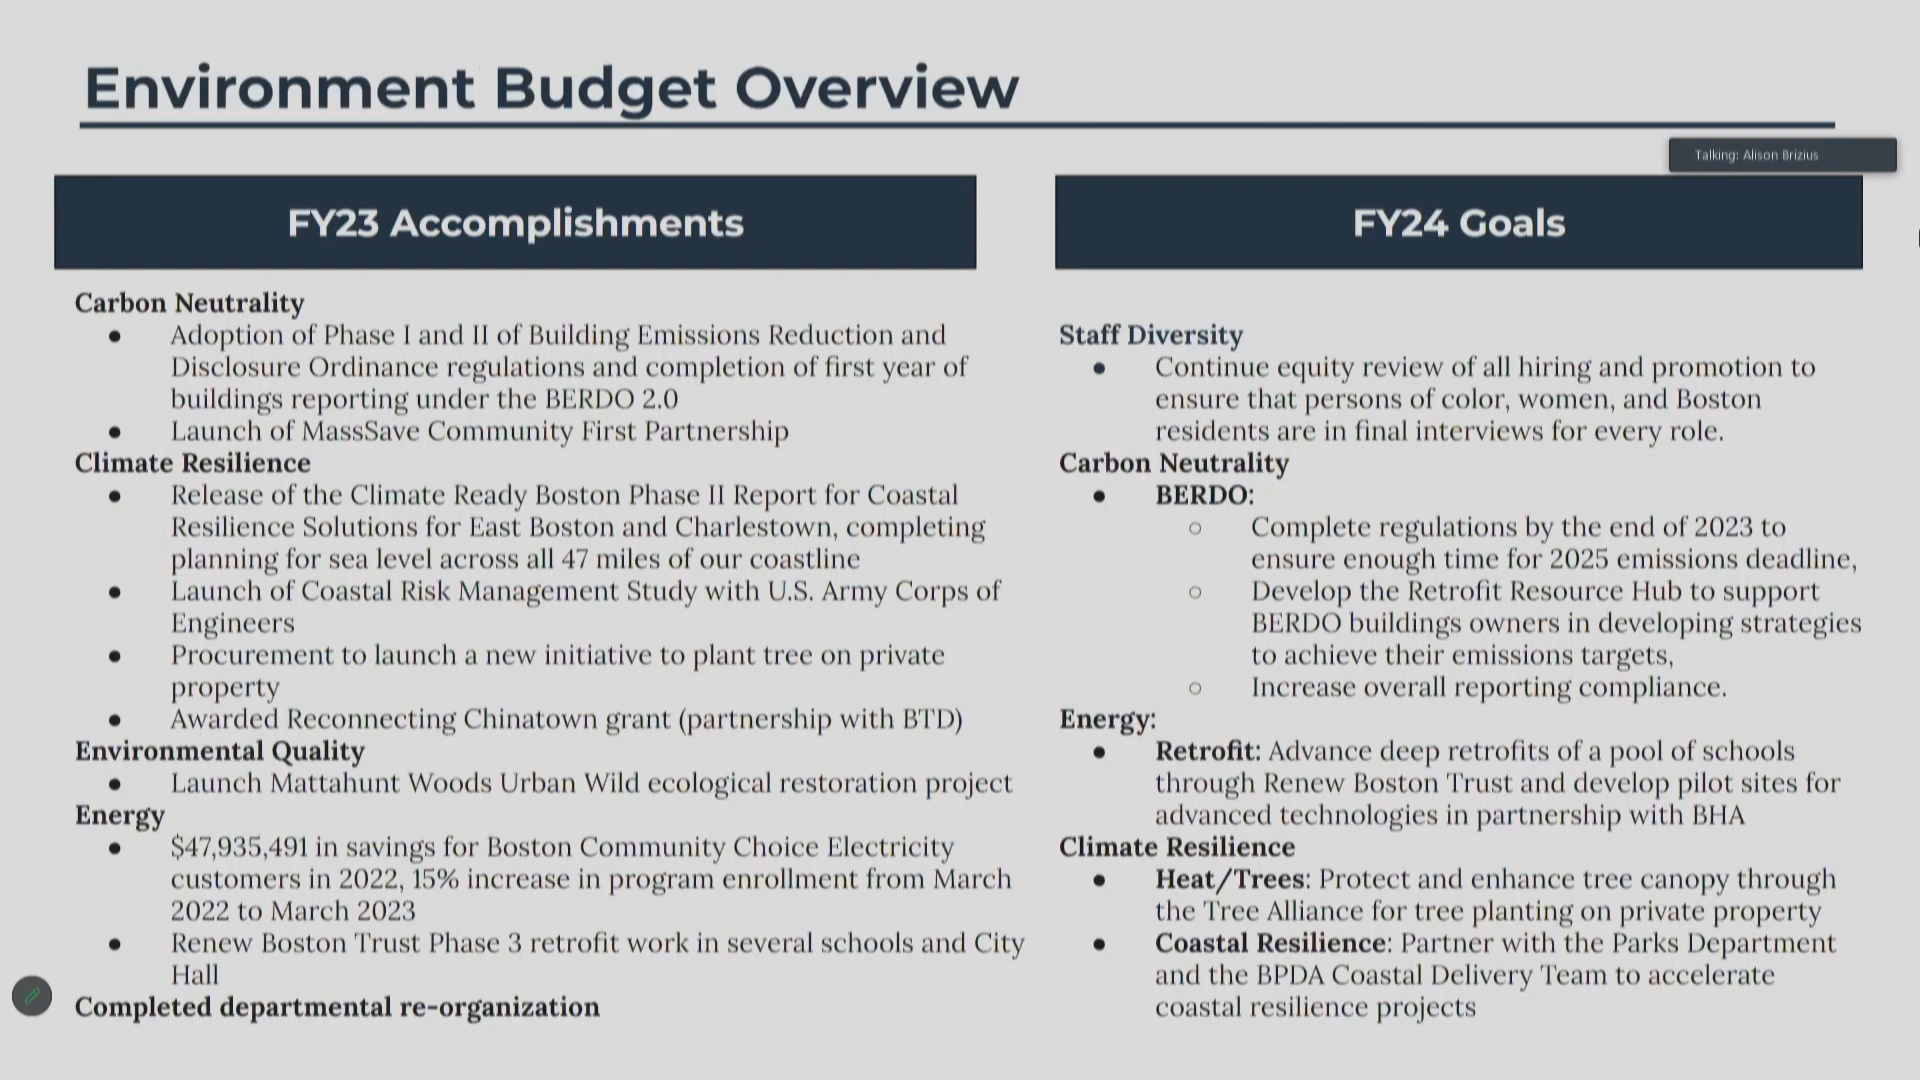 Environment Budget Overview
Talking: Alison Brizius
FY23 Accomplishments
Carbon Neutrality
● Adoption of Phase I and II of Building Emissions Reduction and
Disclosure Ordinance regulations and completion of first year of
buildings reporting under the BERDO 2.0
● Launch of MassSave Community First Partnership
Climate Resilience
● Release of the Climate Ready Boston Phase II Report for Coastal
Resilience Solutions for East Boston and Charlestown, completing
planning for sea level across all 47 miles of our coastline
● Launch of Coastal Risk Management Study with U.S. Army Corps of
Engineers
● Procurement to launch a new initiative to plant tree on private
property
● Awarded Reconnecting Chinatown grant (partnership with BTD)
Environmental Quality
● Launch Mattahunt Woods Urban Wild ecological restoration project
Energy
● $47,935,491 in savings for Boston Community Choice Electricity
customers in 2022, 15% increase in program enrollment from March
2022 to March 2023
● Renew Boston Trust Phase 3 retrofit work in several schools and City
Hall
Completed departmental re-organization
FY24 Goals
Staff Diversity
● Continue equity review of all hiring and promotion to
ensure that persons of color, women, and Boston
residents are in final interviews for every role.
Carbon Neutrality
● BERDO:
○ Complete regulations by the end of 2023 to
ensure enough time for 2025 emissions deadline,
○ Develop the Retrofit Resource Hub to support
BERDO buildings owners in developing strategies
to achieve their emissions targets,
○ Increase overall reporting compliance.
Energy:
● Retrofit: Advance deep retrofits of a pool of schools
through Renew Boston Trust and develop pilot sites for
advanced technologies in partnership with BHA
Climate Resilience
● Heat/Trees: Protect and enhance tree canopy through
the Tree Alliance for tree planting on private property
● Coastal Resilience: Partner with the Parks Department
and the BPDA Coastal Delivery Team to accelerate
coastal resilience projects